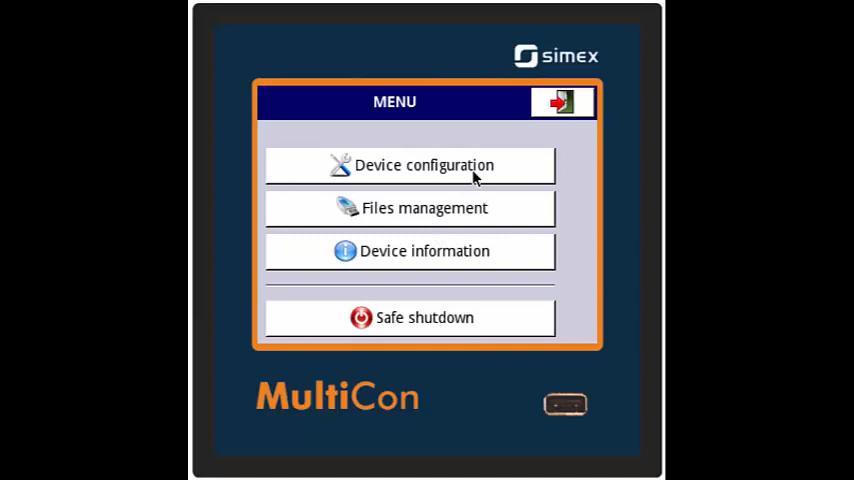 simex
MENU
Device configuration
Files management
Device information
Safe shutdown
MultiCon